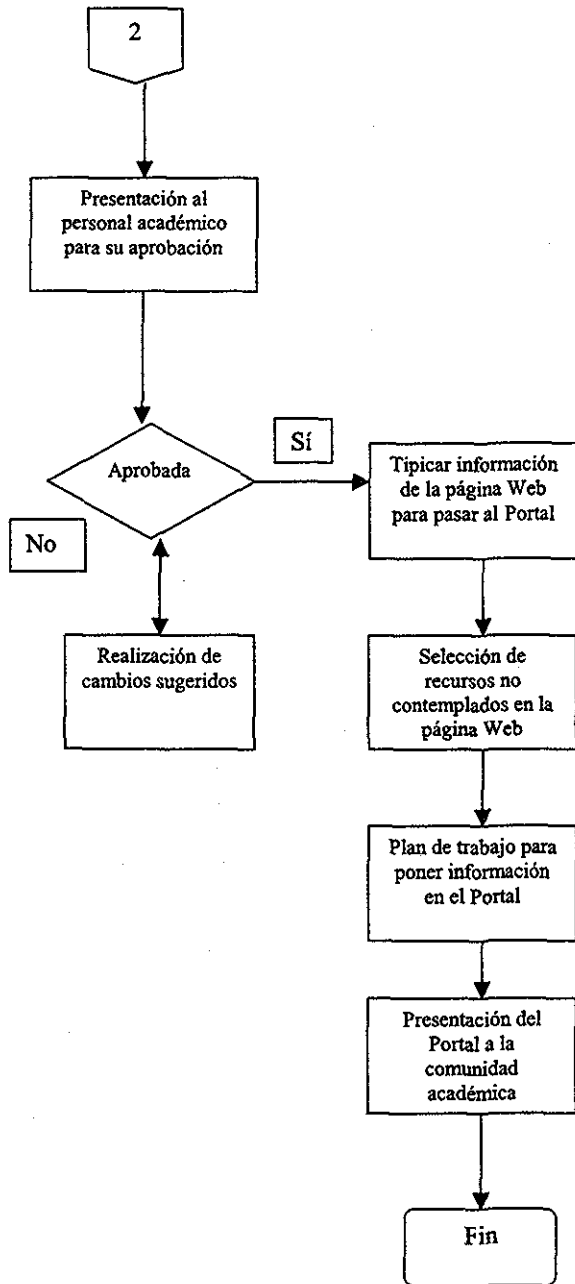 2
Presentación al
personal académico
para su aprobación
Aprobada
Sí
No
Realización de
cambios sugeridos
Tipicar información
de la página Web
para pasar al Portal
Selección de
recursos no
contemplados en la
página Web
Plan de trabajo para
poner información
en el Portal
Presentación del
Portal a la
comunidad
académica
Fin